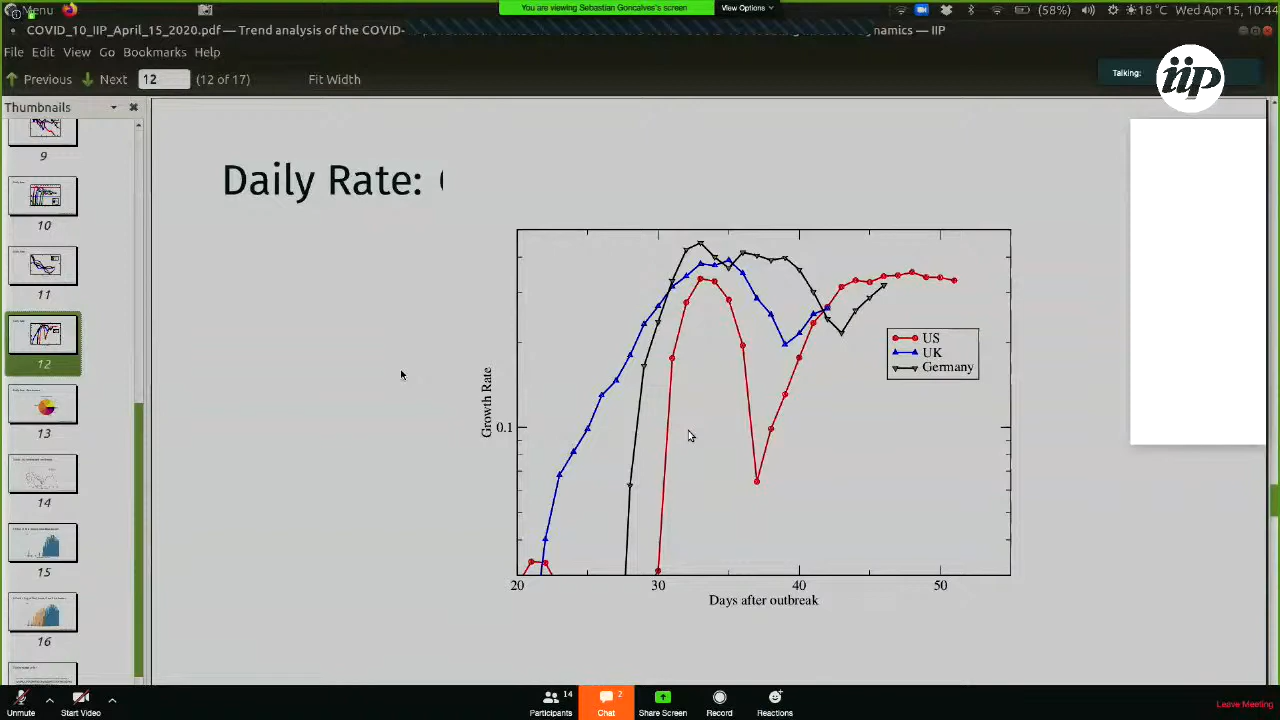 Menu
You are viewing Sebastian Goncalves's screen
View Options
(58%)
18 °C
Wed Apr 15, 10:44
COVID_10_IIP_April_15_2020.pdf — Trend analysis of the COVID-
namics — IIP
File Edit View Go Bookmarks Help
Previous Next 12 (12 of 17) Fit Width
Talking:
iip
Thumbnails
9
10
11
12
13
14
15
16
Daily Rate:
Growth Rate
0.1
US
UK
Germany
20 30 40 50
Days after outbreak
Unmute
Start Video
Participants 14
Chat 2
Share Screen
Record
Reactions
Leave Meeting